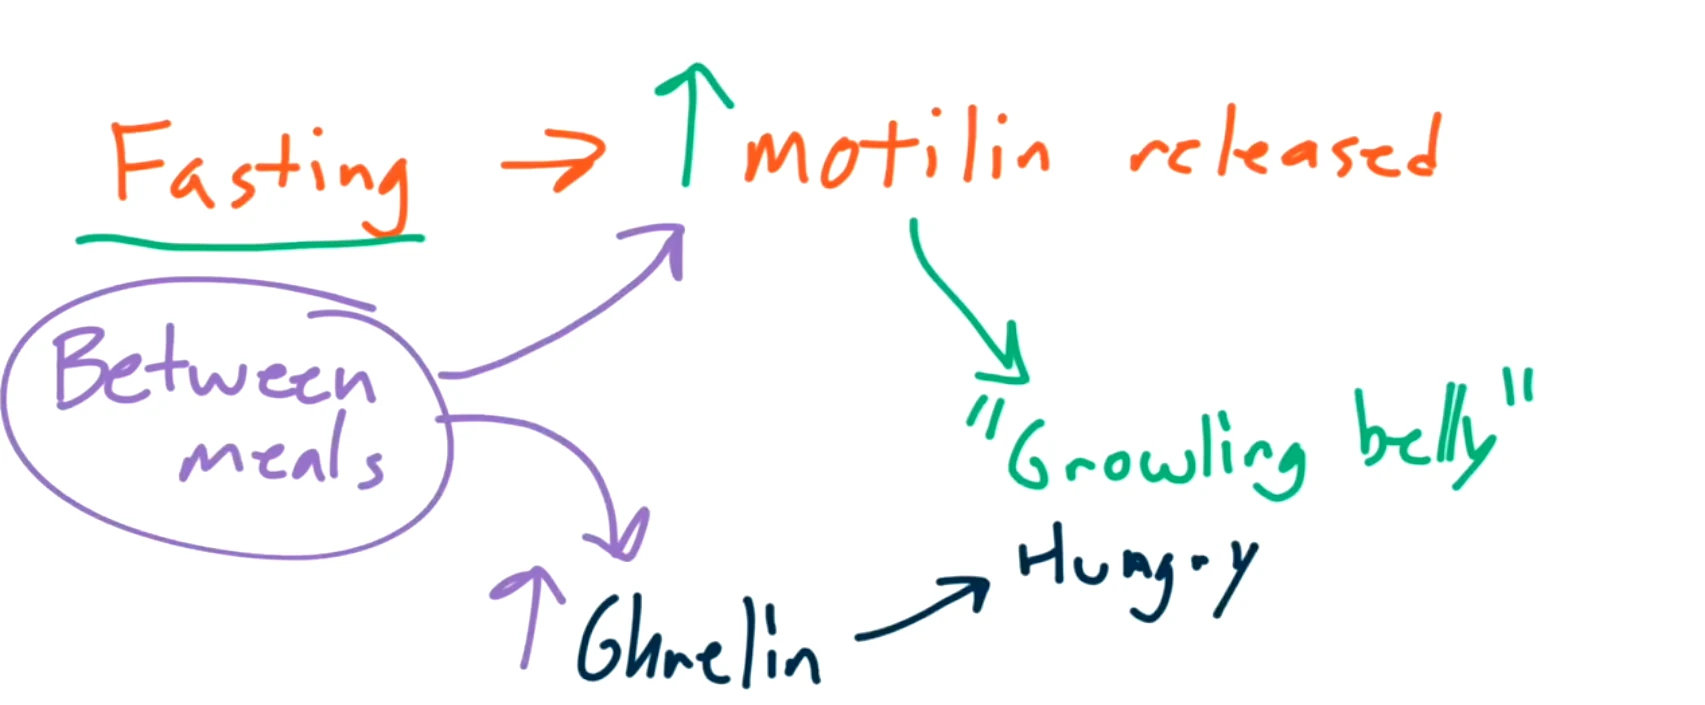 Fasting → ↑ motilin released
Between
meals
"Growling belly"
Hungry
↑ Ghrelin →